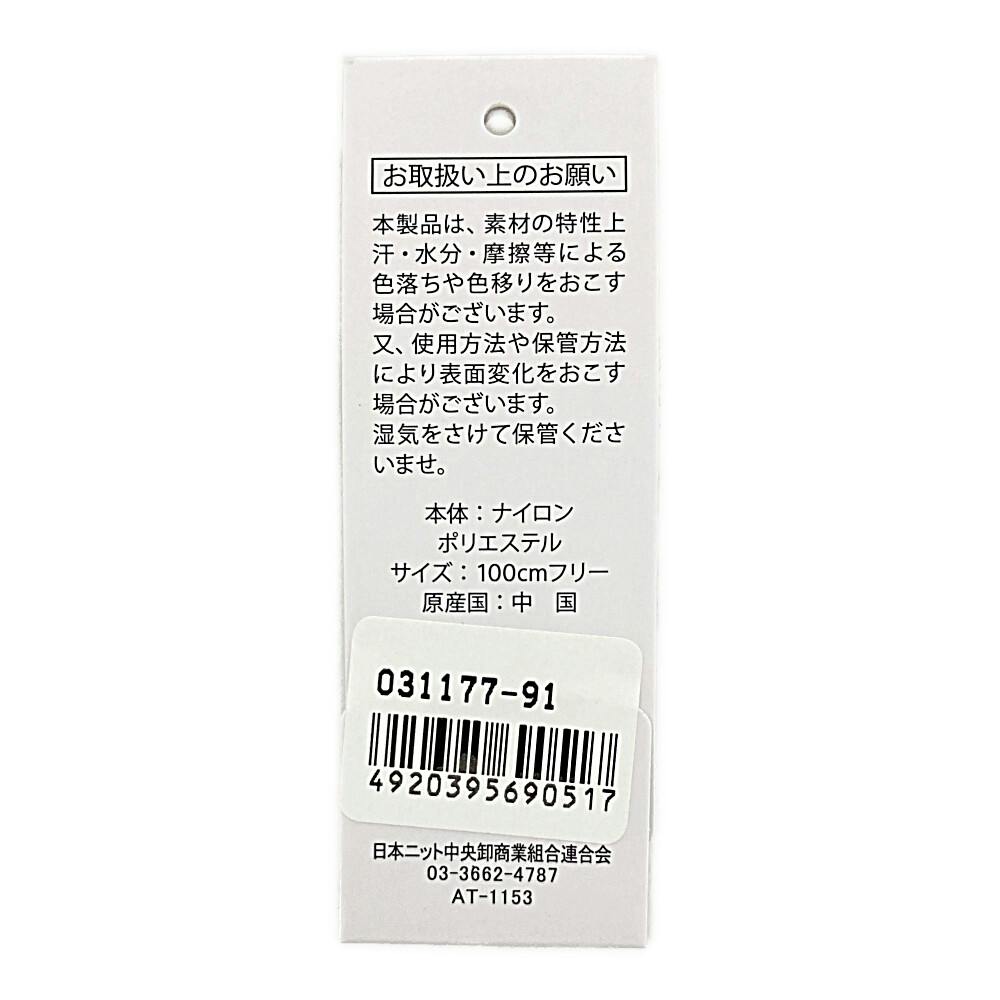 お取扱い上のお願い
本製品は、素材の特性上
汗・水分・摩擦等による
色落ちや色移りをおこす
場合がございます。
又、使用方法や保管方法
により表面変化をおこす
場合がございます。
湿気をさけて保管くださ
いませ。
本体：ナイロン
ポリエステル
サイズ：100cmフリー
原産国：中　国
031177-91
4920395690517
日本ニット中央卸商業組合連合会
03-3662-4787
AT-1153